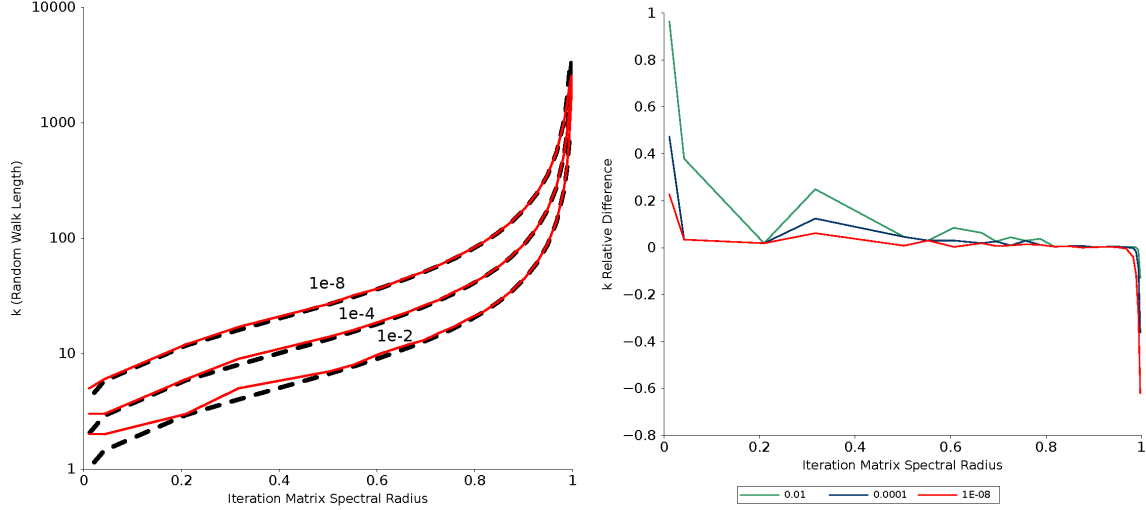 10000
1000
100
10
1
k (Random Walk Length)
1e-8
1e-4
1e-2
0 0.2 0.4 0.6 0.8 1
Iteration Matrix Spectral Radius
1
0.8
0.6
0.4
0.2
0
−0.2
−0.4
−0.6
−0.8
k Relative Difference
0 0.2 0.4 0.6 0.8 1
Iteration Matrix Spectral Radius
0.01 0.0001 1E-08